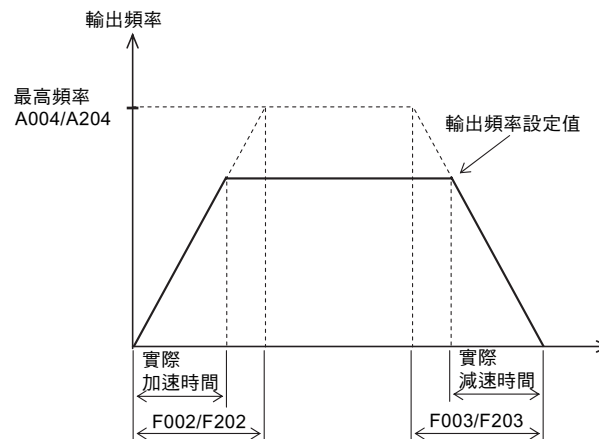 輸出頻率
最高頻率
A004/A204
輸出頻率設定值
實際
加速時間
實際
減速時間
F002/F202
F003/F203